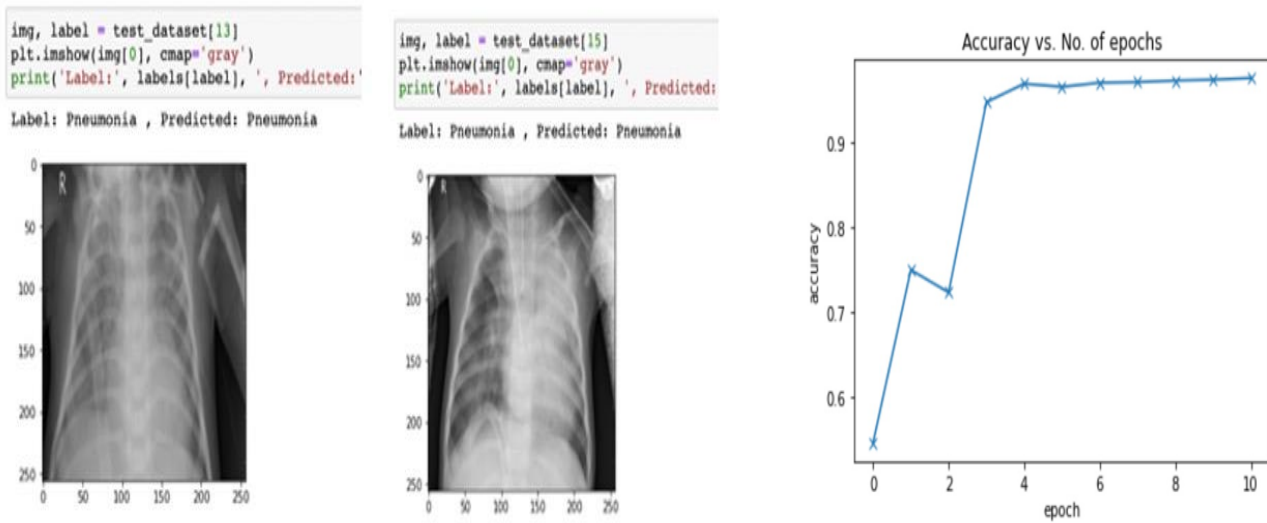 img, label = test_dataset[13]
plt.imshow(img[0], cmap='gray')
print('Label:', labels[label], ', Predicted:'
Label: Pneumonia , Predicted: Pneumonia
0
50
100
150
200
250
R
0 50 100 150 200 250
img, label = test_dataset[15]
plt.imshow(img[0], cmap='gray')
print('Label:', labels[label], ', Predicted:
Label: Pneumonia , Predicted: Pneumonia
0
50
100
150
200
250
R
0 50 100 150 200 250
Accuracy vs. No. of epochs
accuracy
0.9
0.8
0.7
0.6
0 2 4 6 8 10
epoch